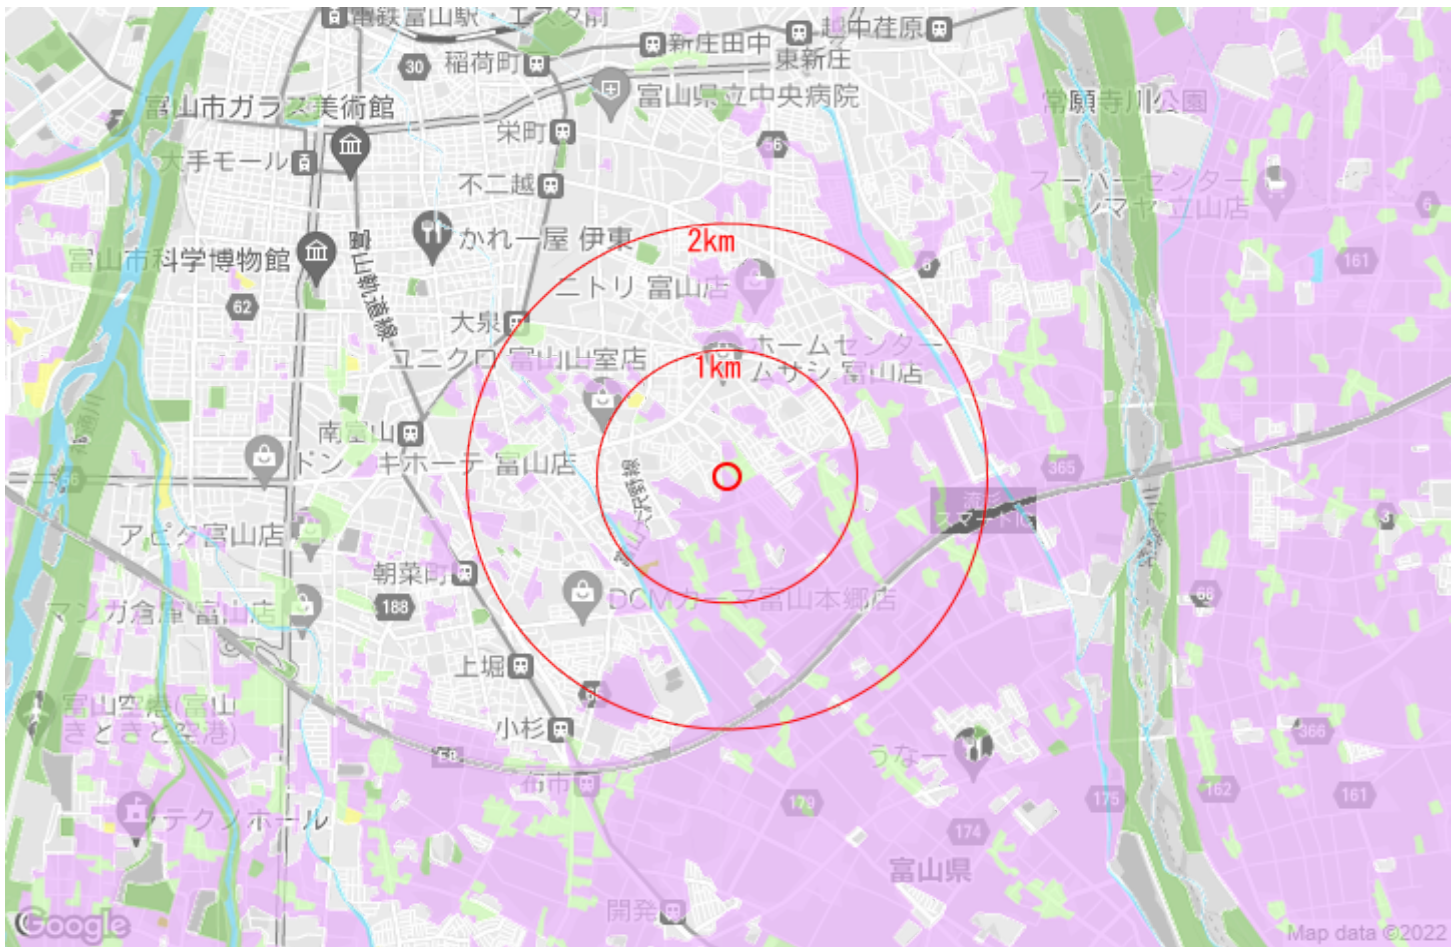 電鉄富山駅・エスタ前
越中荏原
新庄田中
稲荷町
東新庄
30
富山県立中央病院
富山市ガラス美術館
常願寺川公園
栄町
56
大手モール
スーパーセンター
シマヤ 立山店
不二越
6
かれー屋 伊東
2km
富山市科学博物館
富山軌道線
6
161
ニトリ 富山店
62
大泉
ホームセンター
ムサシ 富山店
ユニクロ 富山山室店
1km
南富山
ドン・キホーテ 富山店
56
365
流杉
スマートIC
3
アピタ富山店
朝菜町
188
マンガ倉庫 富山店
DCMカーマ富山本郷店
68
上堀
富山空港(富山
きときと空港)
小杉
366
うなー
58
布市
179
175
162
161
テクノホール
174
富山県
開発
Google
Map data ©2022